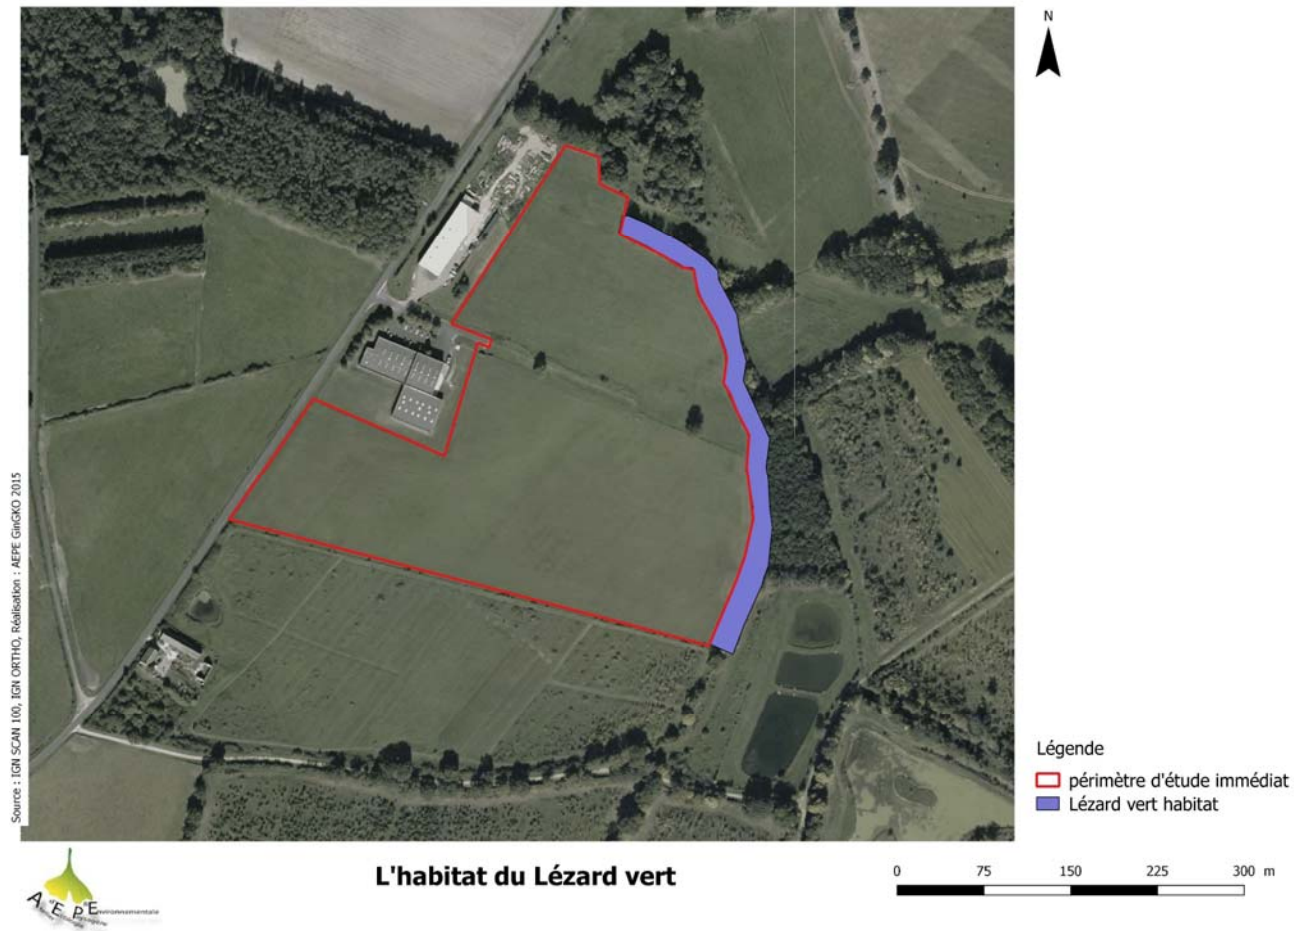 N
Source : IGN SCAN 100, IGN ORTHO, Réalisation : AEPE GinGKO 2015
Légende
périmètre d'étude immédiat
Lézard vert habitat
L'habitat du Lézard vert
0 75 150 225 300 m
A E P E
Environnementale